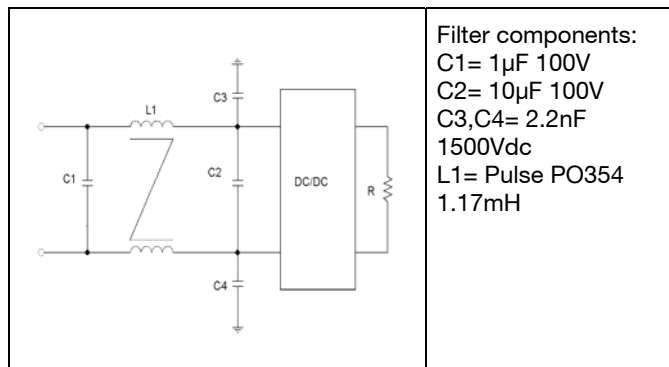 C3
L1
C1
C2
DC/DC
R
C4
Filter components:
C1= 1µF 100V
C2= 10µF 100V
C3,C4= 2.2nF
1500Vdc
L1= Pulse PO354
1.17mH